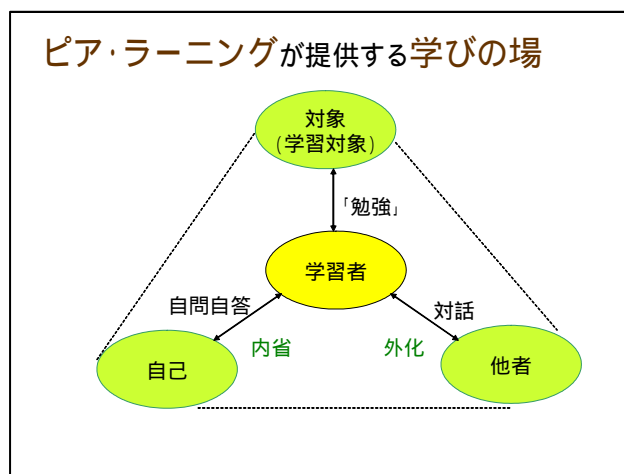 ピア・ラーニングが提供する学びの場
対象
(学習対象)
「勉強」
学習者
自問自答
対話
内省
外化
自己
他者